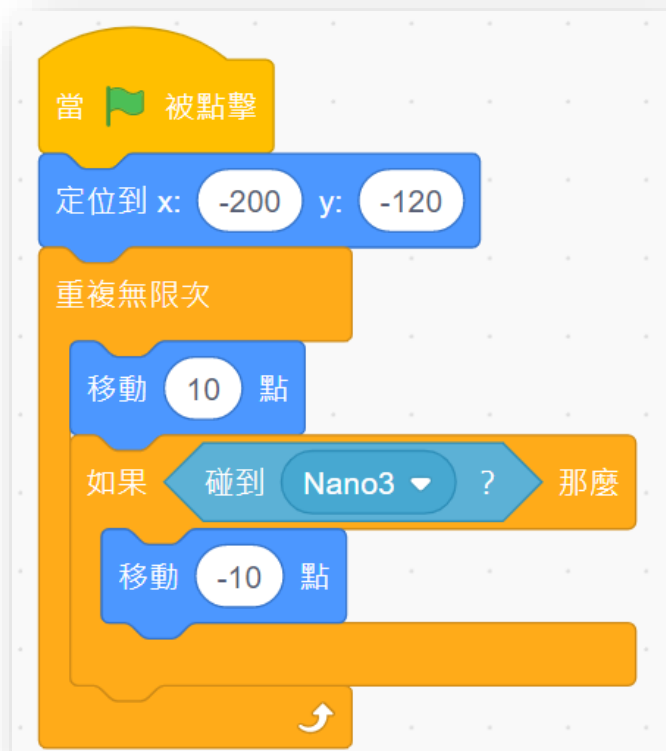 當 被點擊
定位到 x: -200 y: -120
重複無限次
移動 10 點
如果 碰到 Nano3 ? 那麼
移動 -10 點